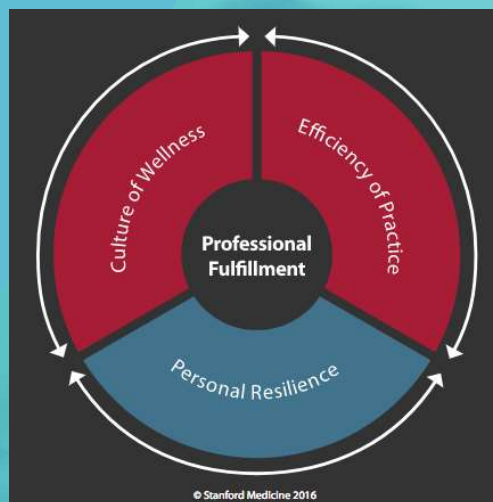 Culture of Wellness
Efficiency of Practice
Professional
Fulfillment
Personal Resilience
© Stanford Medicine 2016